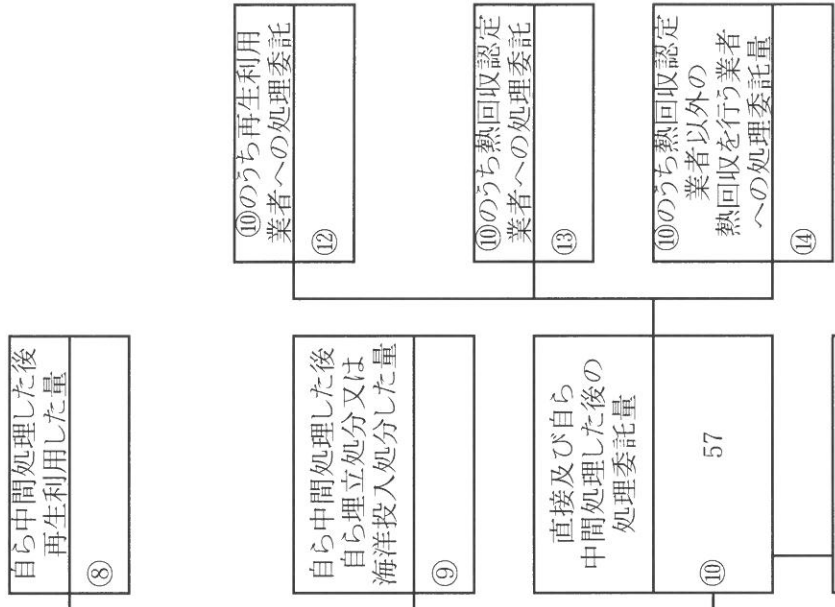 自ら中間処理した後
再生利用した量
⑧
自ら中間処理した後
自ら埋立処分又は
海洋投入処分した量
⑨
直接及び自ら
中間処理した後の
処理委託量
⑩
57
⑩のうち再生利用
業者への処理委託
⑫
⑩のうち熱回収認定
業者への処理委託
⑬
⑩のうち熱回収認定
業者以外の
熱回収を行う業者
への処理委託量
⑭